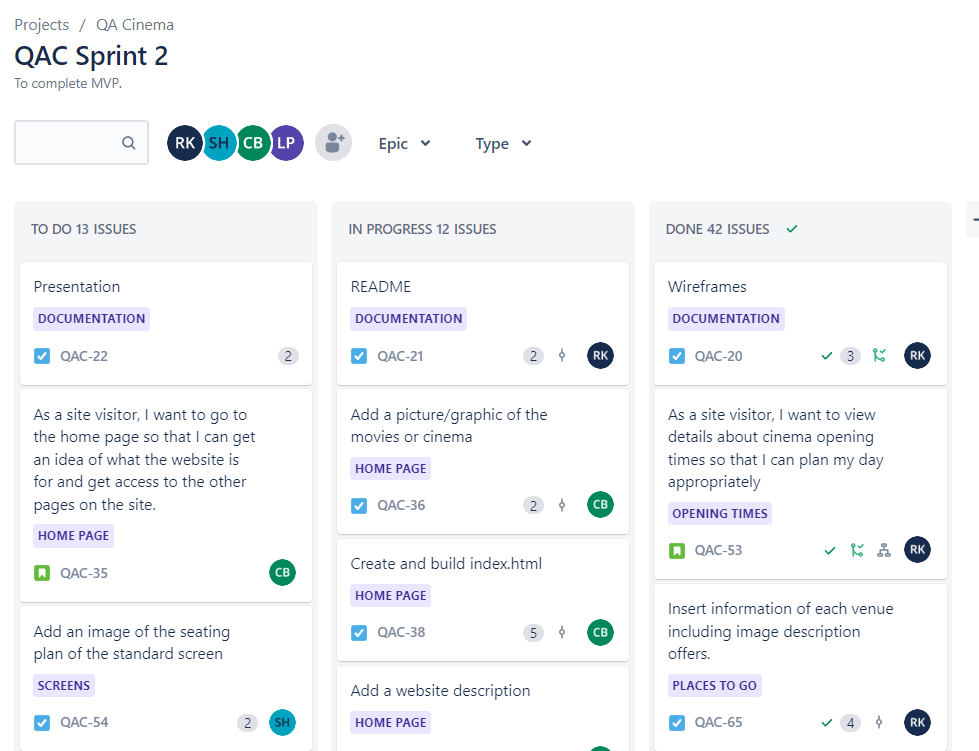 Projects / QA Cinema
QAC Sprint 2
To complete MVP.
RK SH CB LP
Epic
Type
TO DO 13 ISSUES
Presentation
DOCUMENTATION
QAC-22 2
As a site visitor, I want to go to
the home page so that I can get
an idea of what the website is
for and get access to the other
pages on the site.
HOME PAGE
QAC-35 CB
Add an image of the seating
plan of the standard screen
SCREENS
QAC-54 2 SH
IN PROGRESS 12 ISSUES
README
DOCUMENTATION
QAC-21 2 RK
Add a picture/graphic of the
movies or cinema
HOME PAGE
QAC-36 2 CB
Create and build index.html
HOME PAGE
QAC-38 5 CB
Add a website description
HOME PAGE
DONE 42 ISSUES
Wireframes
DOCUMENTATION
QAC-20 3 RK
As a site visitor, I want to view
details about cinema opening
times so that I can plan my day
appropriately
OPENING TIMES
QAC-53 RK
Insert information of each venue
including image description
offers.
PLACES TO GO
QAC-65 4 RK